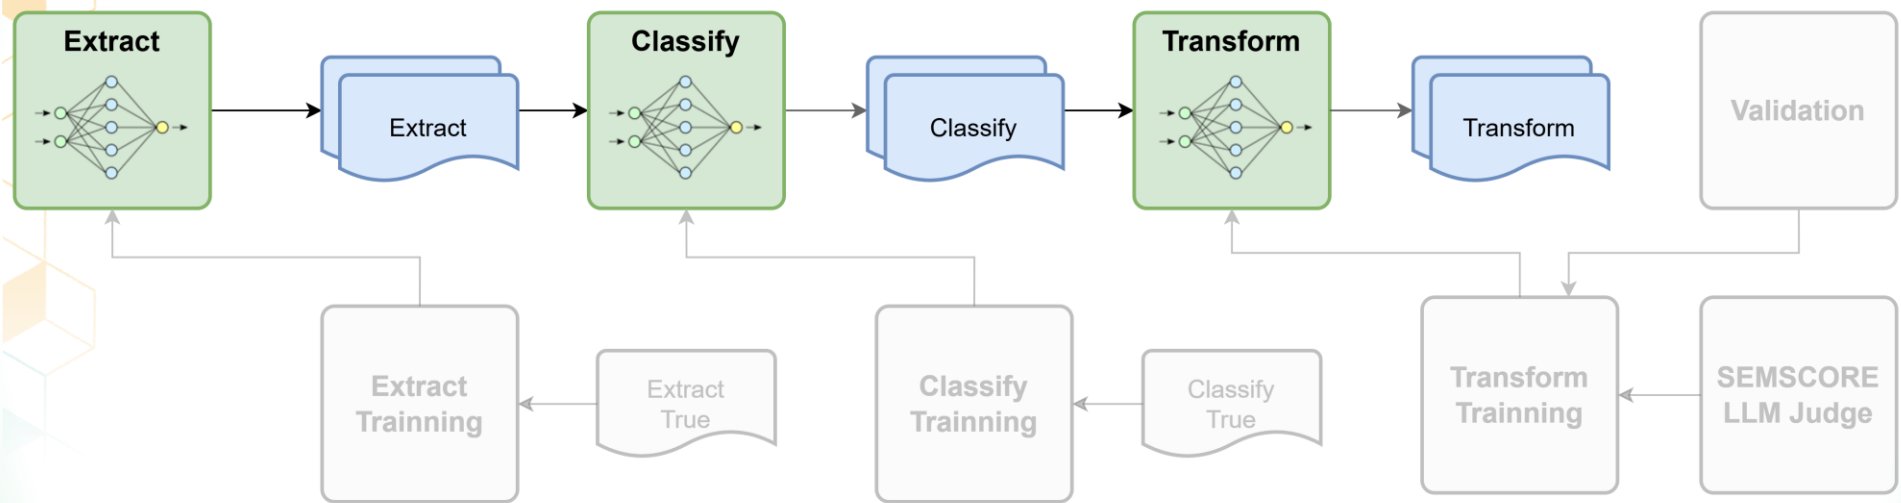 Extract
Classify
Transform
Extract
Classify
Transform
Validation
Extract
Trainning
Extract
True
Classify
Trainning
Classify
True
Transform
Trainning
SEMSCORE
LLM Judge